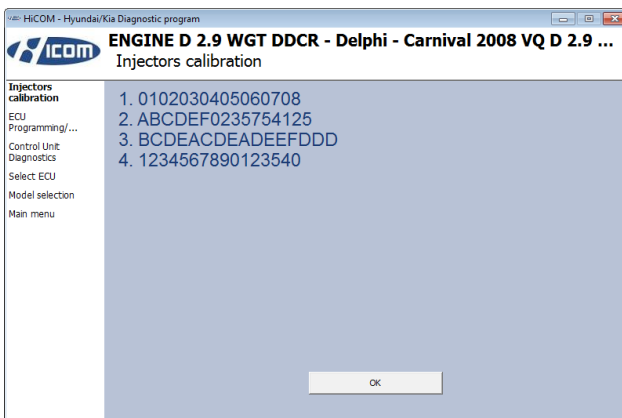 HiCOM - Hyundai/Kia Diagnostic program
HICOM
ENGINE D 2.9 WGT DDCR - Delphi - Carnival 2008 VQ D 2.9 ...
Injectors calibration
Injectors
calibration
ECU
Programming/...
Control Unit
Diagnostics
Select ECU
Model selection
Main menu
1. 0102030405060708
2. ABCDEF0235754125
3. BCDEACDEADEEFDDD
4. 1234567890123540
OK